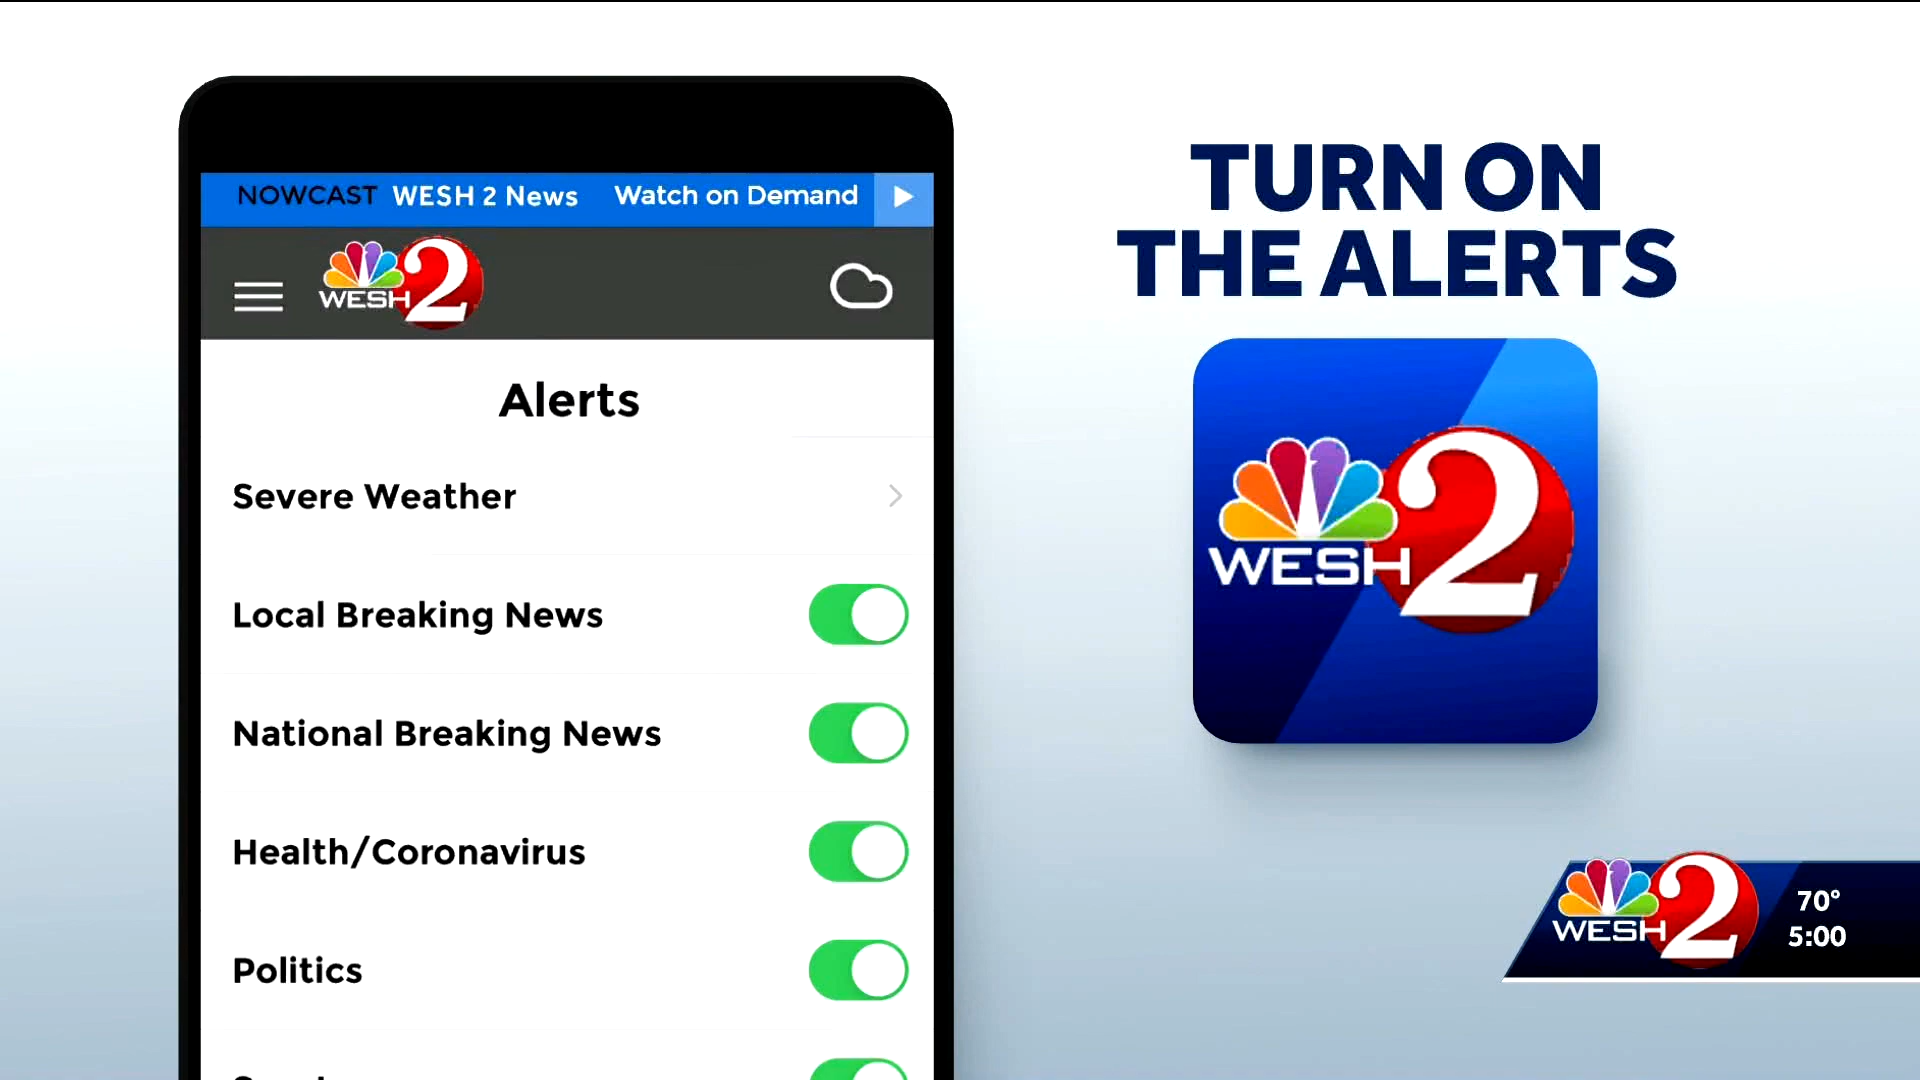 NOWCAST WESH 2 News Watch on Demand
WESH 2
Alerts
Severe Weather
Local Breaking News
National Breaking News
Health/Coronavirus
Politics
TURN ON
THE ALERTS
WESH 2
WESH 2
70°
5:00